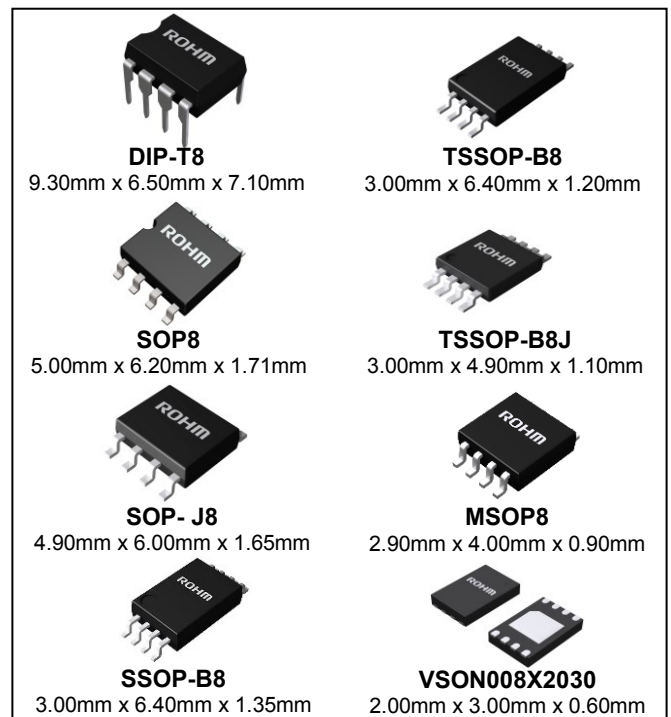 ROHM
DIP-T8
9.30mm x 6.50mm x 7.10mm
ROHM
TSSOP-B8
3.00mm x 6.40mm x 1.20mm
ROHM
SOP8
5.00mm x 6.20mm x 1.71mm
ROHM
TSSOP-B8J
3.00mm x 4.90mm x 1.10mm
ROHM
SOP- J8
4.90mm x 6.00mm x 1.65mm
ROHM
MSOP8
2.90mm x 4.00mm x 0.90mm
ROHM
SSOP-B8
3.00mm x 6.40mm x 1.35mm
ROHM
VSON008X2030
2.00mm x 3.00mm x 0.60mm